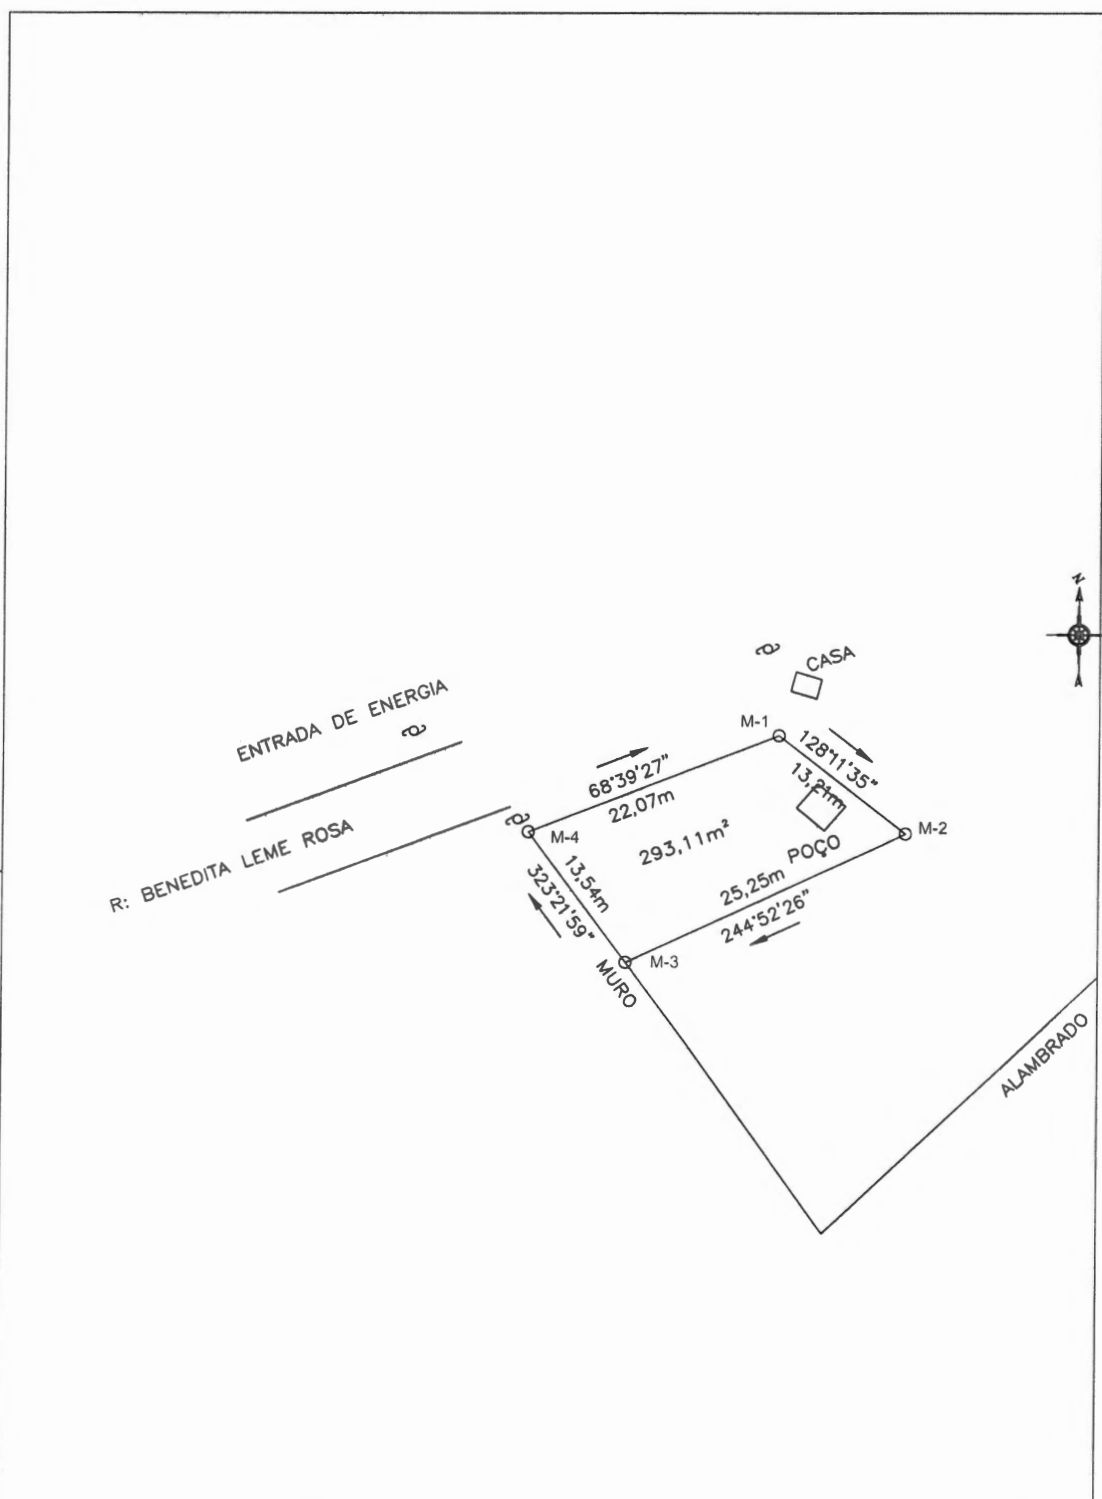 N
CASA
ENTRADA DE ENERGIA
M-1
128°11'35"
68°39'27"
13,21m
22,07m
R: BENEDITA LEME ROSA
M-4
293,11m²
M-2
POÇO
13,54m
25,25m
323°21'59"
244°52'26"
M-3
MURO
ALAMBRADO